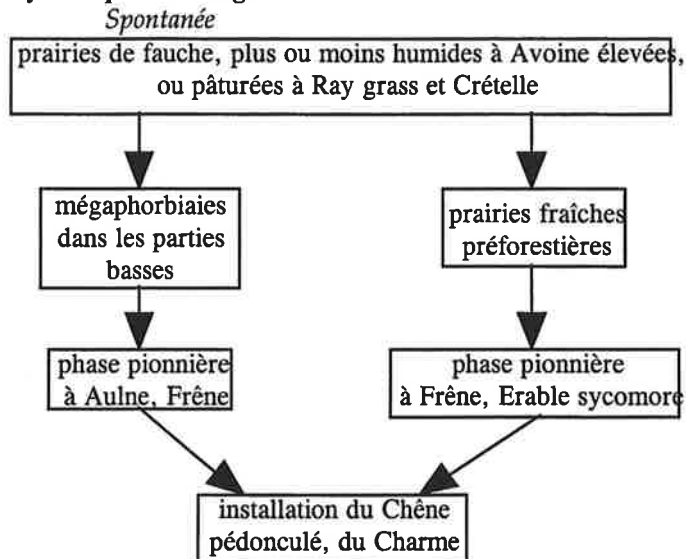 Spontanée
prairies de fauche, plus ou moins humides à Avoine élevées,
ou pâturées à Ray grass et Crételle
mégaphorbiaies
dans les parties
basses
prairies fraîches
préforestières
phase pionnière
à Aulne, Frêne
phase pionnière
à Frêne, Erable sycomore
installation du Chêne
pédonculé, du Charme